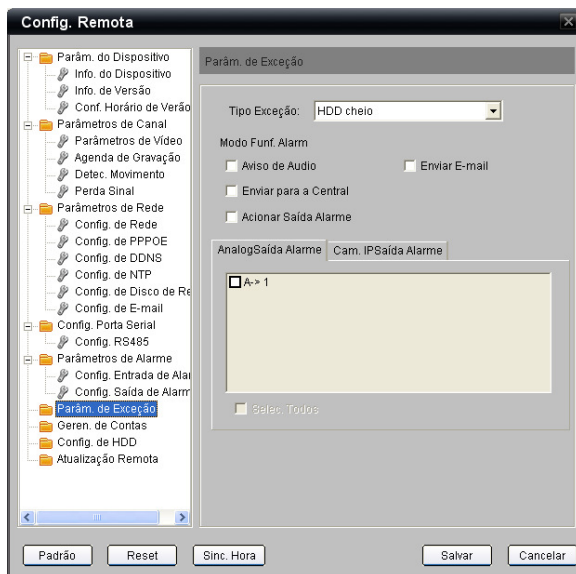 Config. Remota
Parâm. do Dispositivo
Info. do Dispositivo
Info. de Versão
Conf. Horário de Verão
Parâmetros de Canal
Parâmetros de Vídeo
Agenda de Gravação
Detec. Movimento
Perda Sinal
Parâmetros de Rede
Config. de Rede
Config. de PPPOE
Config. de DDNS
Config. de NTP
Config. de Disco de Re
Config. de E-mail
Config. Porta Serial
Config. RS485
Parâmetros de Alarme
Config. Entrada de Alar
Config. Saída de Alarm
Parâm. de Exceção
Geren. de Contas
Config. de HDD
Atualização Remota
Parâm. de Exceção
Tipo Exceção: HDD cheio
Modo Funf. Alarm
Aviso de Audio Enviar E-mail
Enviar para a Central
Acionar Saída Alarme
AnalogSaída Alarme Cam. IPSaída Alarme
A-> 1
Selec. Todos
Padrão Reset Sinc. Hora Salvar Cancelar